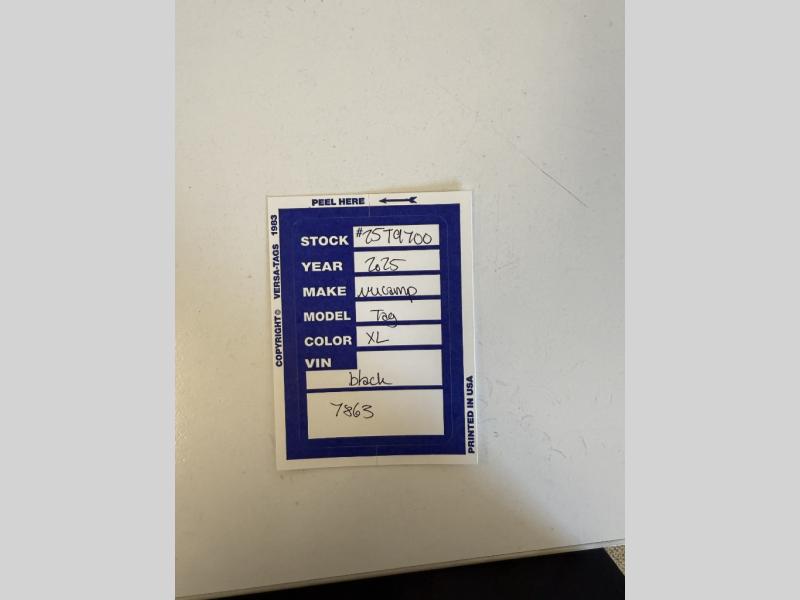 PEEL HERE
COPYRIGHT © VERSA-TAGS 1983
STOCK #25T9700
YEAR 2025
MAKE nucamp
MODEL Tag
COLOR XL
VIN
black
7863
PRINTED IN USA